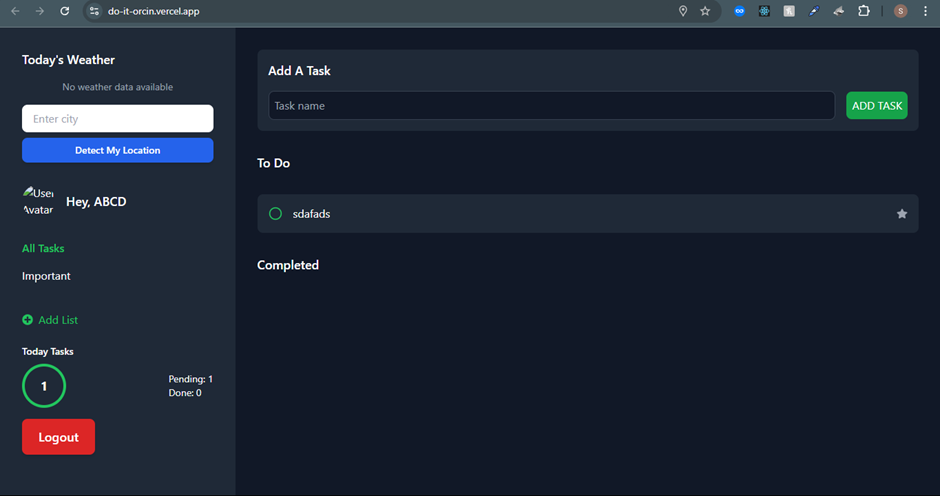 do-it-orcin.vercel.app
S
Today's Weather
No weather data available
Enter city
Detect My Location
User
Avatar
Hey, ABCD
All Tasks
Important
Add List
Today Tasks
1
Pending: 1
Done: 0
Logout
Add A Task
Task name
ADD TASK
To Do
sdafads
Completed